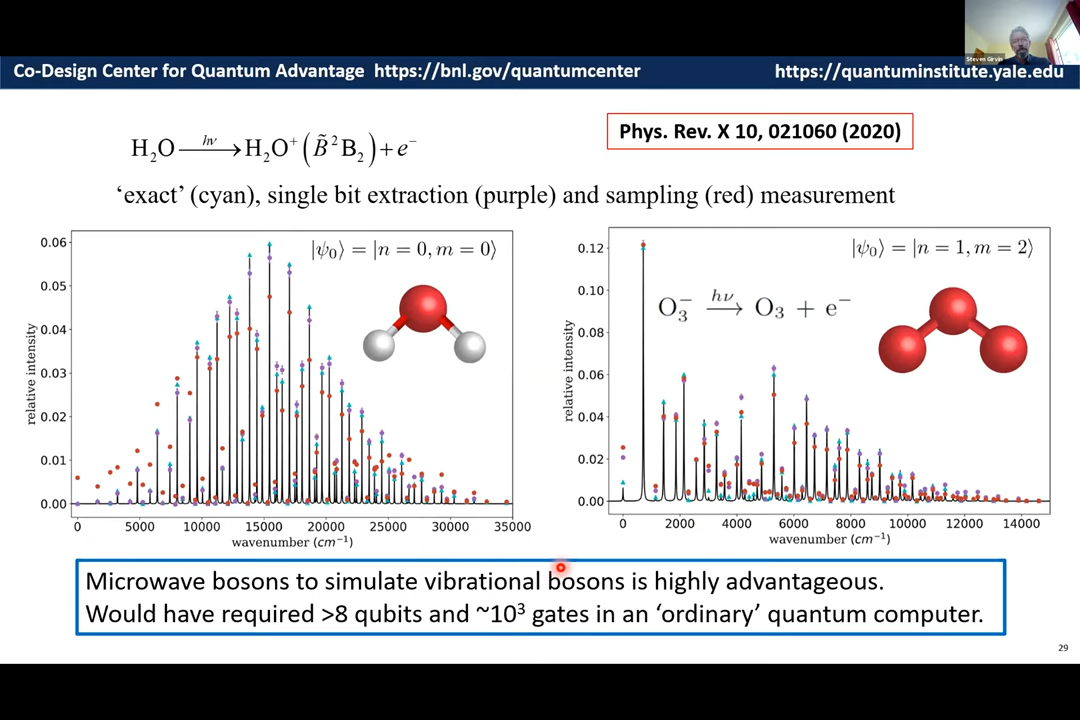 Steven Girvin
Co-Design Center for Quantum Advantage https://bnl.gov/quantumcenter
https://quantuminstitute.yale.edu
H₂O —hν→ H₂O⁺ (B̃ ²B₂) + e⁻
Phys. Rev. X 10, 021060 (2020)
‘exact’ (cyan), single bit extraction (purple) and sampling (red) measurement
|ψ₀⟩ = |n = 0, m = 0⟩
0.06
0.05
0.04
0.03
0.02
0.01
0.00
relative intensity
0 5000 10000 15000 20000 25000 30000 35000
wavenumber (cm⁻¹)
|ψ₀⟩ = |n = 1, m = 2⟩
O₃⁻ —hν→ O₃ + e⁻
0.12
0.10
0.08
0.06
0.04
0.02
0.00
relative intensity
0 2000 4000 6000 8000 10000 12000 14000
wavenumber (cm⁻¹)
Microwave bosons to simulate vibrational bosons is highly advantageous.
Would have required >8 qubits and ~10³ gates in an ‘ordinary’ quantum computer.
29